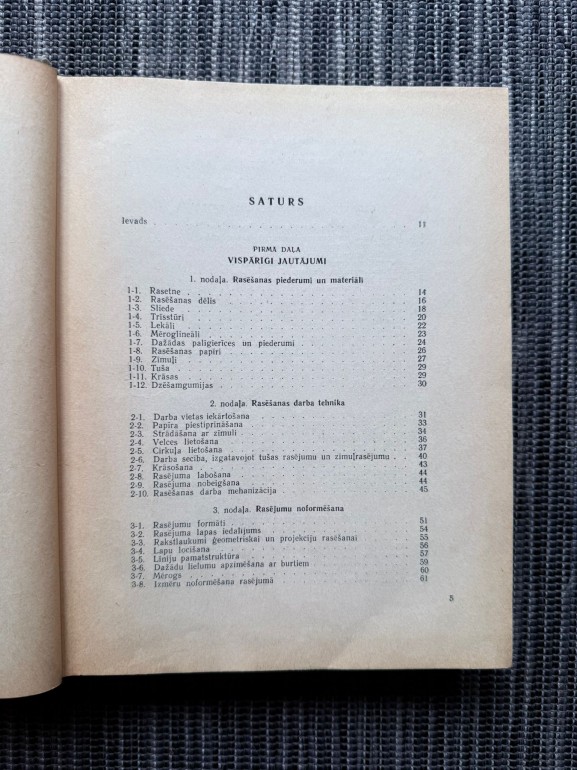 SATURS
Ievads . . . . . . . . . . . . . . . . . 11
PIRMĀ DAĻA
VISPĀRĪGI JAUTĀJUMI
1. nodaļa. Rasēšanas piederumi un materiāli
1-1. Rasetne . . . . . . . . . . . . . . . 14
1-2. Rasēšanas dēlis . . . . . . . . . . . . . . . 16
1-3. Sliede . . . . . . . . . . . . . . . 18
1-4. Trīsstūri . . . . . . . . . . . . . . . 20
1-5. Lekāli . . . . . . . . . . . . . . . 22
1-6. Mēroglineāli . . . . . . . . . . . . . . . 23
1-7. Dažādas palīgierīces un piederumi . . . . . . . . . . 24
1-8. Rasēšanas papīri . . . . . . . . . . . . . . . 26
1-9. Zīmuļi . . . . . . . . . . . . . . . 27
1-10. Tuša . . . . . . . . . . . . . . . 29
1-11. Krāsas . . . . . . . . . . . . . . . 29
1-12. Dzēšamgumijas . . . . . . . . . . . . . . . 30
2. nodaļa. Rasēšanas darba tehnika
2-1. Darba vietas iekārtošana . . . . . . . . . . . . 31
2-2. Papīra piestiprināšana . . . . . . . . . . . . 33
2-3. Strādāšana ar zīmuli . . . . . . . . . . . . 34
2-4. Velces lietošana . . . . . . . . . . . . 36
2-5. Cirkuļa lietošana . . . . . . . . . . . . 37
2-6. Darba secība, izgatavojot tušas rasējumu un zīmuļrasējumu . 40
2-7. Krāsošana . . . . . . . . . . . . 43
2-8. Rasējuma labošana . . . . . . . . . . . . 44
2-9. Rasējuma nobeigšana . . . . . . . . . . . . 44
2-10. Rasēšanas darba mehanizācija . . . . . . . . . . . . 45
3. nodaļa. Rasējumu noformēšana
3-1. Rasējumu formāti . . . . . . . . . . . . 51
3-2. Rasējuma lapas iedalījums . . . . . . . . . . . . 54
3-3. Rakstlaukumi ģeometriskai un projekciju rasēšanai . . . . 55
3-4. Lapu locīšana . . . . . . . . . . . . 56
3-5. Līniju pamatstruktūra . . . . . . . . . . . . 57
3-6. Dažādu lielumu apzīmēšana ar burtiem . . . . . . . . 59
3-7. Mērogs . . . . . . . . . . . . 60
3-8. Izmēru noformēšana rasējumā . . . . . . . . . . . . 61
5